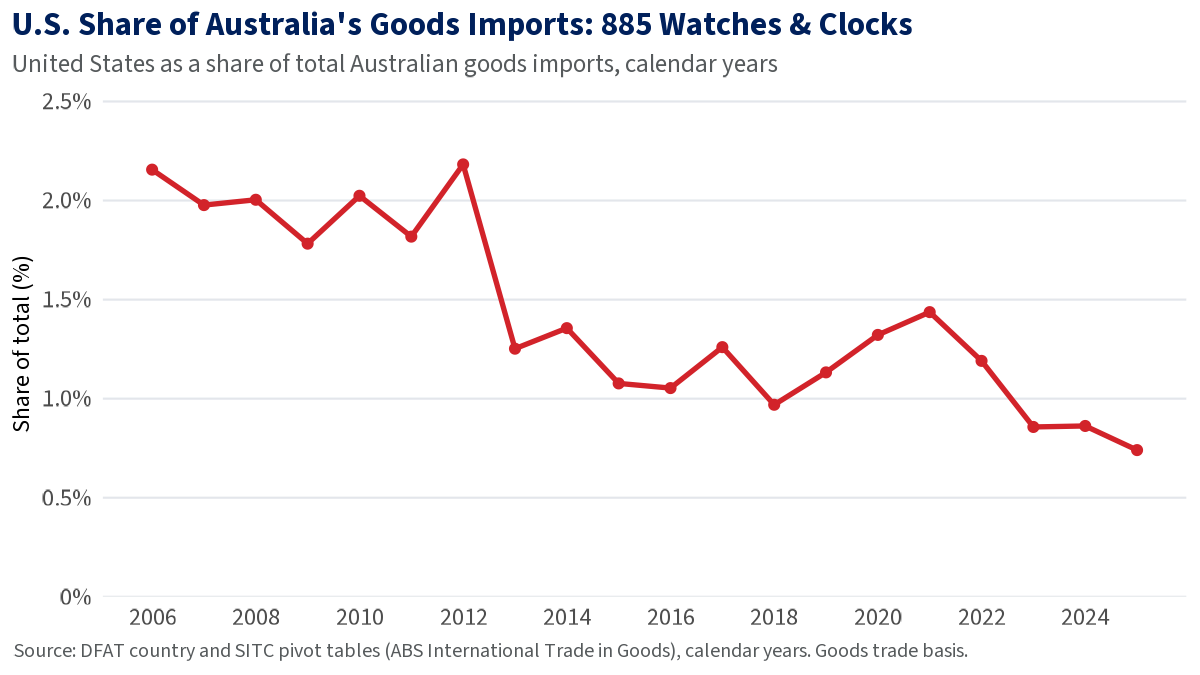 U.S. Share of Australia's Goods Imports: 885 Watches & Clocks
United States as a share of total Australian goods imports, calendar years
Share of total (%)
2.5%
2.0%
1.5%
1.0%
0.5%
0%
2006 2008 2010 2012 2014 2016 2018 2020 2022 2024
Source: DFAT country and SITC pivot tables (ABS International Trade in Goods), calendar years. Goods trade basis.